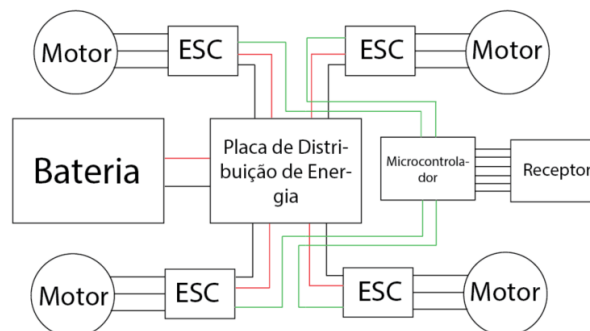 Motor
ESC
ESC
Motor
Bateria
Placa de Distri-
buição de Ener-
gia
Microcontrola-
dor
Receptor
Motor
ESC
ESC
Motor